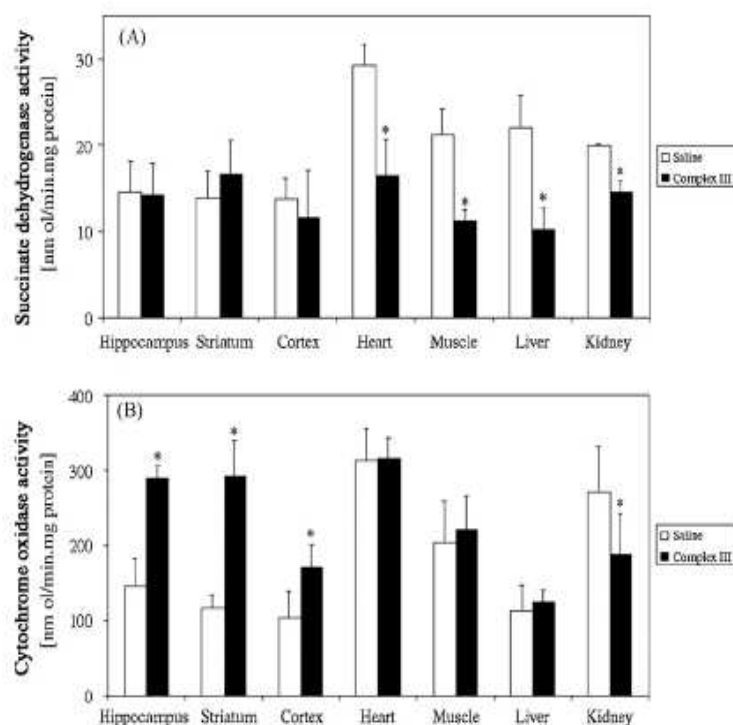 (A)
Succinate dehydrogenase activity
[nm ol/min.mg protein]
30
20
10
0
*
*
*
*
Hippocampus Striatum Cortex Heart Muscle Liver Kidney
Saline
Complex III
(B)
Cytochrome oxidase activity
[nm ol/min.mg protein]
400
300
200
100
0
*
*
*
*
Hippocampus Striatum Cortex Heart Muscle Liver Kidney
Saline
Complex III